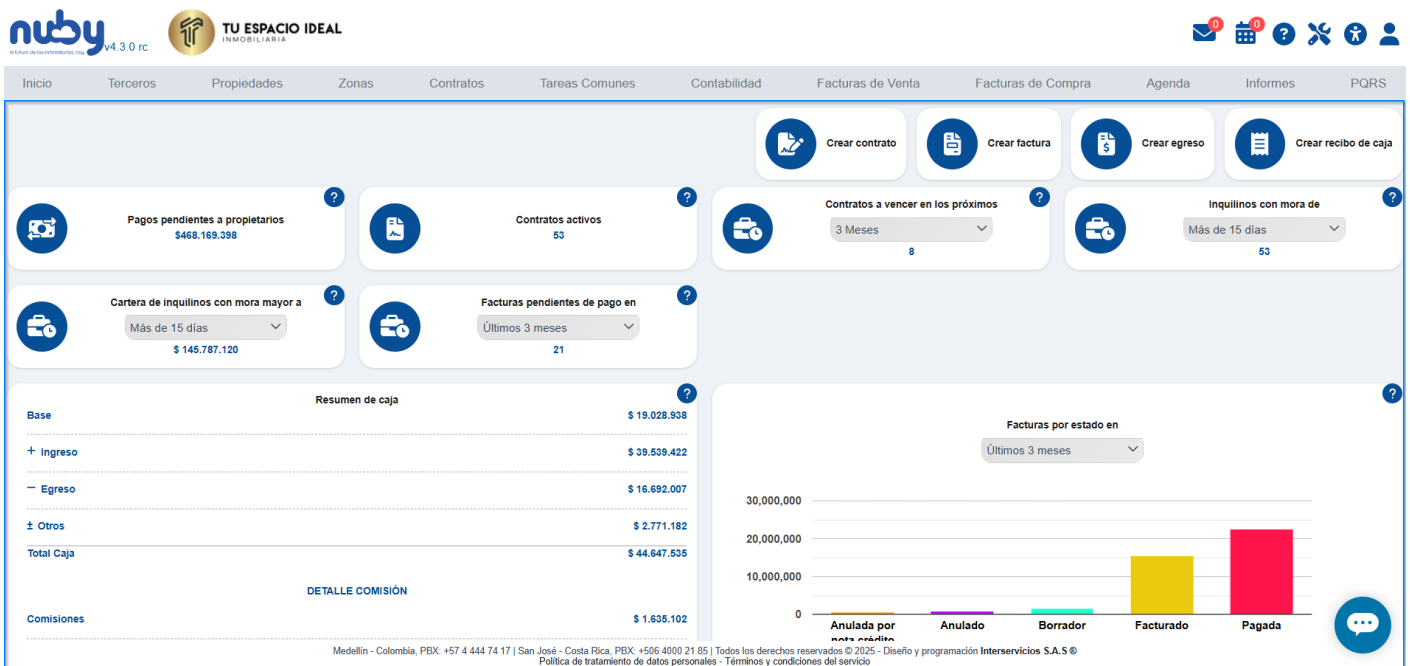 nuby
el futuro de las inmobiliarias, hoy
v4.3.0 rc
TU ESPACIO IDEAL
INMOBILIARIA
0
0
Inicio Terceros Propiedades Zonas Contratos Tareas Comunes Contabilidad Facturas de Venta Facturas de Compra Agenda Informes PQRS
Crear contrato
Crear factura
Crear egreso
Crear recibo de caja
Pagos pendientes a propietarios
$468.169.398
Contratos activos
53
Contratos a vencer en los próximos
3 Meses
8
Inquilinos con mora de
Más de 15 días
53
Cartera de inquilinos con mora mayor a
Más de 15 días
$ 145.787.120
Facturas pendientes de pago en
Últimos 3 meses
21
Resumen de caja
Base $ 19.028.938
+ Ingreso $ 39.539.422
− Egreso $ 16.692.007
± Otros $ 2.771.182
Total Caja $ 44.647.535
DETALLE COMISIÓN
Comisiones $ 1.635.102
Facturas por estado en
Últimos 3 meses
30,000,000
20,000,000
10,000,000
0
Anulada por
nota crédito
Anulado
Borrador
Facturado
Pagada
Medellín - Colombia, PBX: +57 4 444 74 17 | San José - Costa Rica, PBX: +506 4000 21 85 | Todos los derechos reservados © 2025 - Diseño y programación Interservicios S.A.S ®
Política de tratamiento de datos personales - Términos y condiciones del servicio